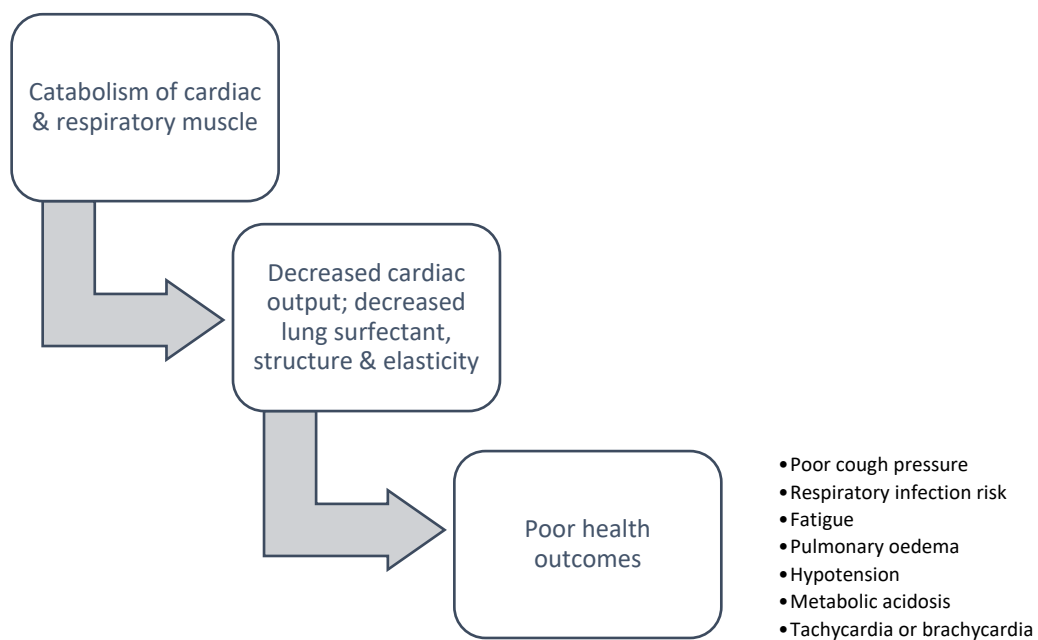 Catabolism of cardiac
& respiratory muscle
Decreased cardiac
output; decreased
lung surfectant,
structure & elasticity
Poor health
outcomes
•Poor cough pressure
•Respiratory infection risk
•Fatigue
•Pulmonary oedema
•Hypotension
•Metabolic acidosis
•Tachycardia or brachycardia